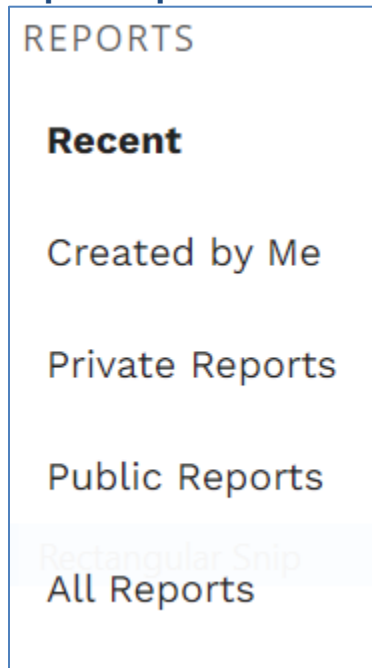 REPORTS
Recent
Created by Me
Private Reports
Public Reports
Rectangular Snip
All Reports